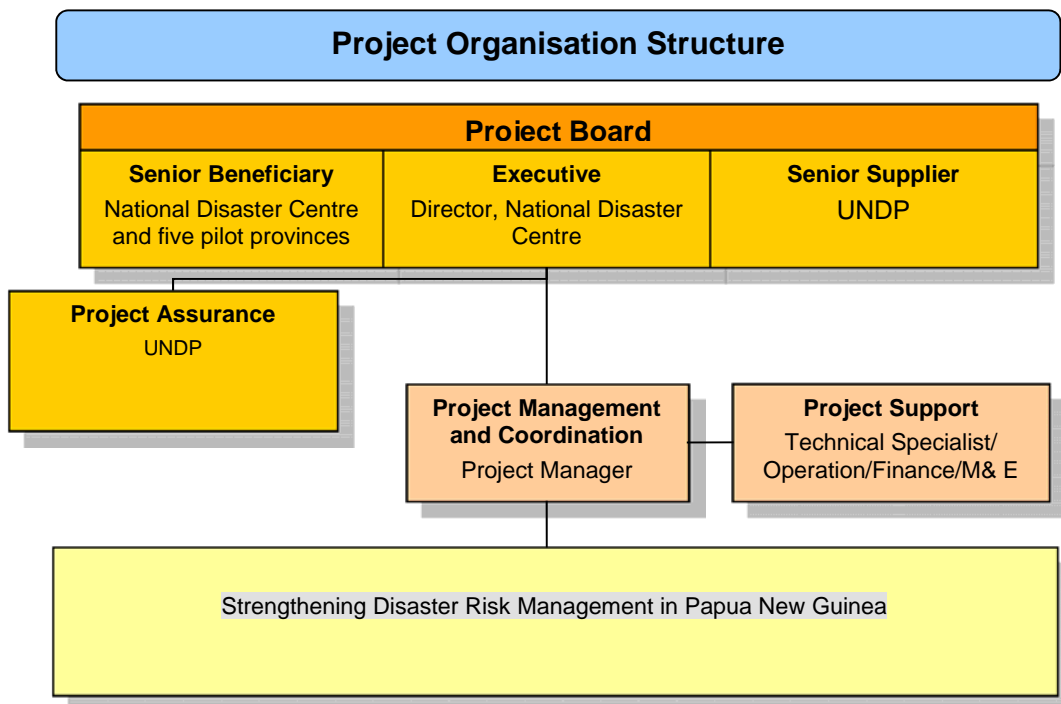 Project Organisation Structure
Project Board
Senior Beneficiary
National Disaster Centre
and five pilot provinces
Executive
Director, National Disaster
Centre
Senior Supplier
UNDP
Project Assurance
UNDP
Project Management
and Coordination
Project Manager
Project Support
Technical Specialist/
Operation/Finance/M& E
Strengthening Disaster Risk Management in Papua New Guinea